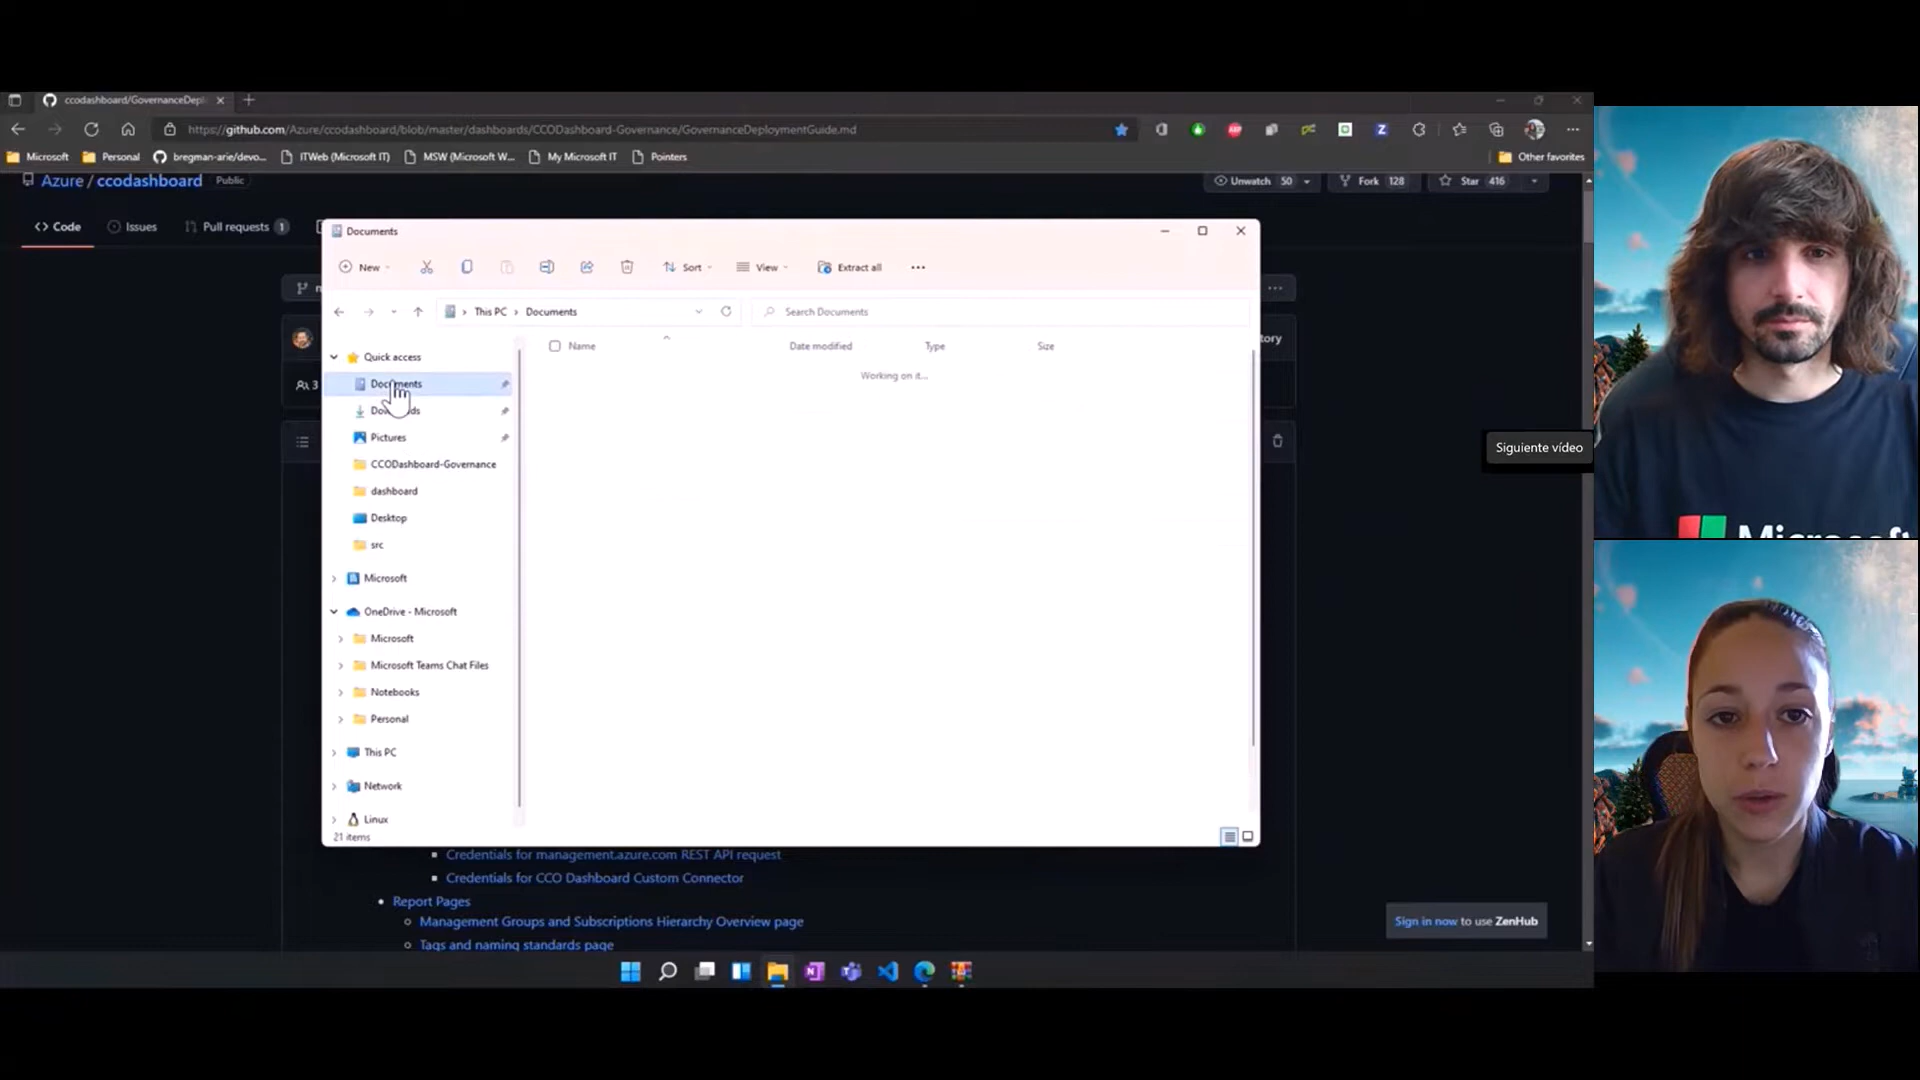 ccodashboard/GovernanceDepl
https://github.com/Azure/ccodashboard/blob/master/dashboards/CCODashboard-Governance/GovernanceDeploymentGuide.md
Microsoft
Personal
bregman-arie/devo...
ITWeb (Microsoft IT)
MSW (Microsoft W...
My Microsoft IT
Pointers
Other favorites
Azure / ccodashboard Public
Unwatch 50
Fork 128
Star 416
Code
Issues
Pull requests 1
Documents
New
Sort
View
Extract all
This PC > Documents
Search Documents
Name
Date modified
Type
Size
Working on it...
Quick access
Documents
Pictures
CCODashboard-Governance
dashboard
Desktop
src
Microsoft
OneDrive - Microsoft
Microsoft
Microsoft Teams Chat Files
Notebooks
Personal
This PC
Network
Linux
21 items
3
tory
Siguiente vídeo
Credentials for management.azure.com REST API request
Credentials for CCO Dashboard Custom Connector
Report Pages
Management Groups and Subscriptions Hierarchy Overview page
Tags and naming standards page
Sign in now to use ZenHub
Microsoft